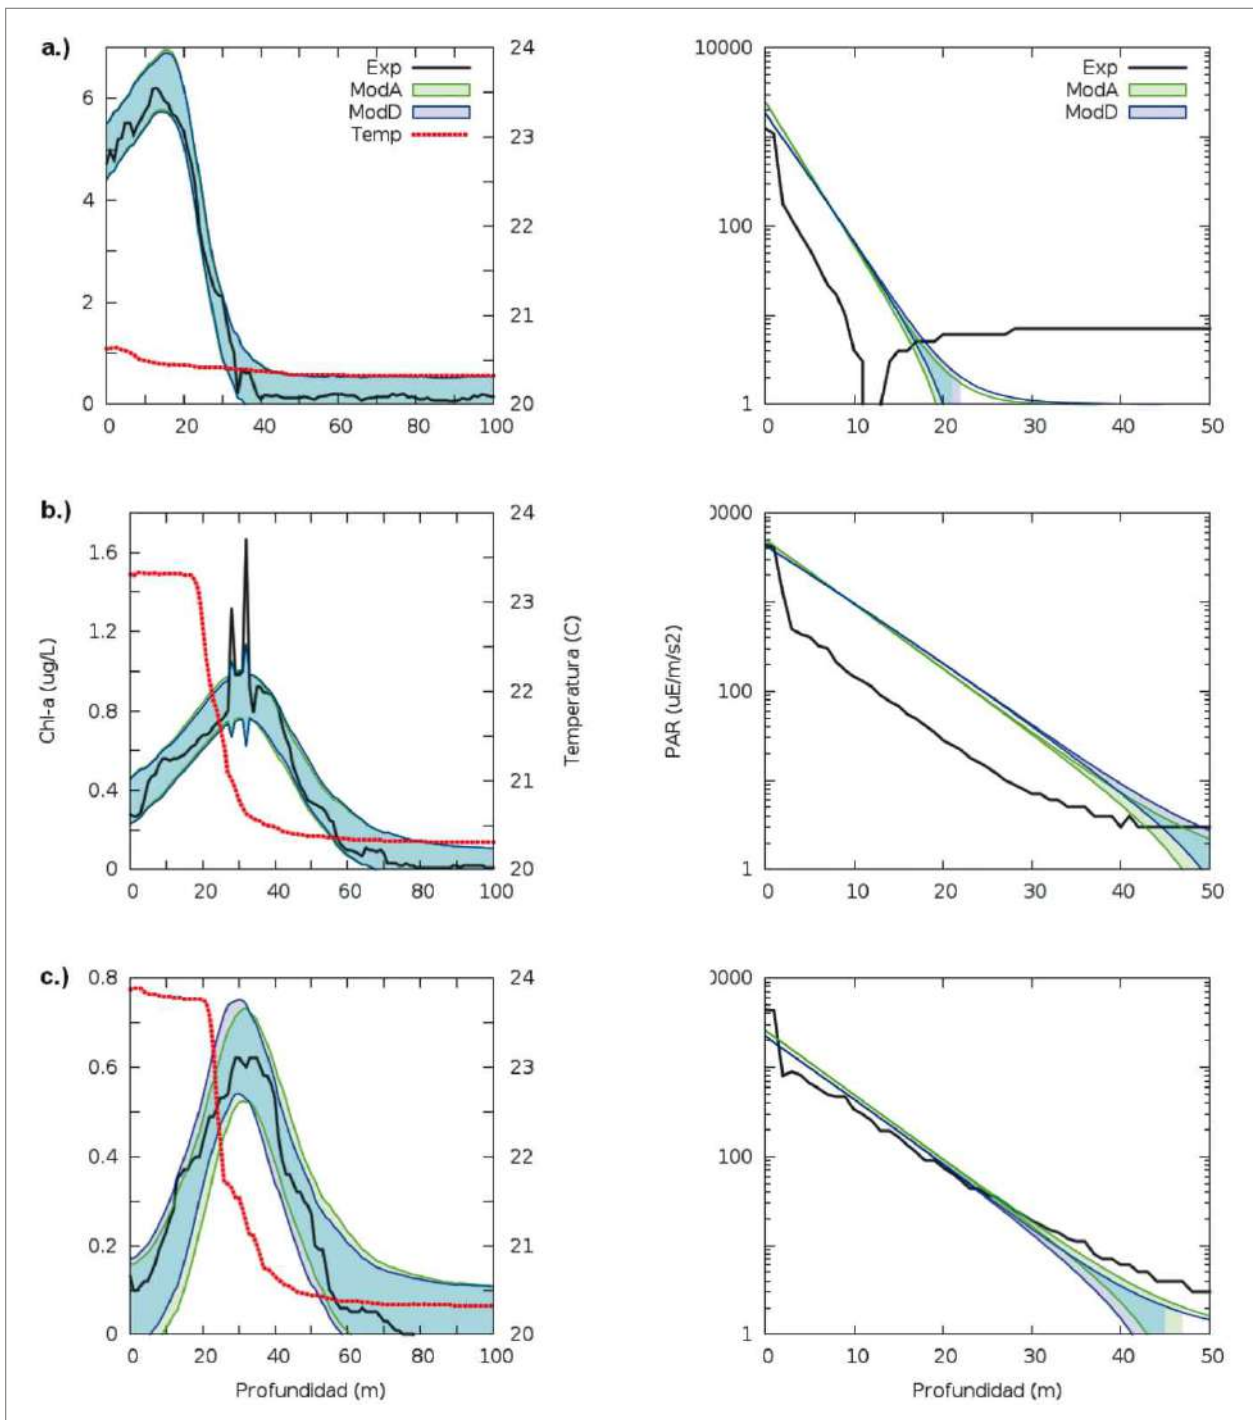 a.)
Exp
ModA
ModD
Temp
6
4
2
0
24
23
22
21
20
0 20 40 60 80 100
Exp
ModA
ModD
10000
100
1
0 10 20 30 40 50
b.)
Chl-a (ug/L)
1.6
1.2
0.8
0.4
0
24
23
22
21
20
Temperatura (C)
0 20 40 60 80 100
PAR (uE/m/s2)
0000
100
1
0 10 20 30 40 50
c.)
0.8
0.6
0.4
0.2
0
24
23
22
21
20
0 20 40 60 80 100
Profundidad (m)
0000
100
1
0 10 20 30 40 50
Profundidad (m)